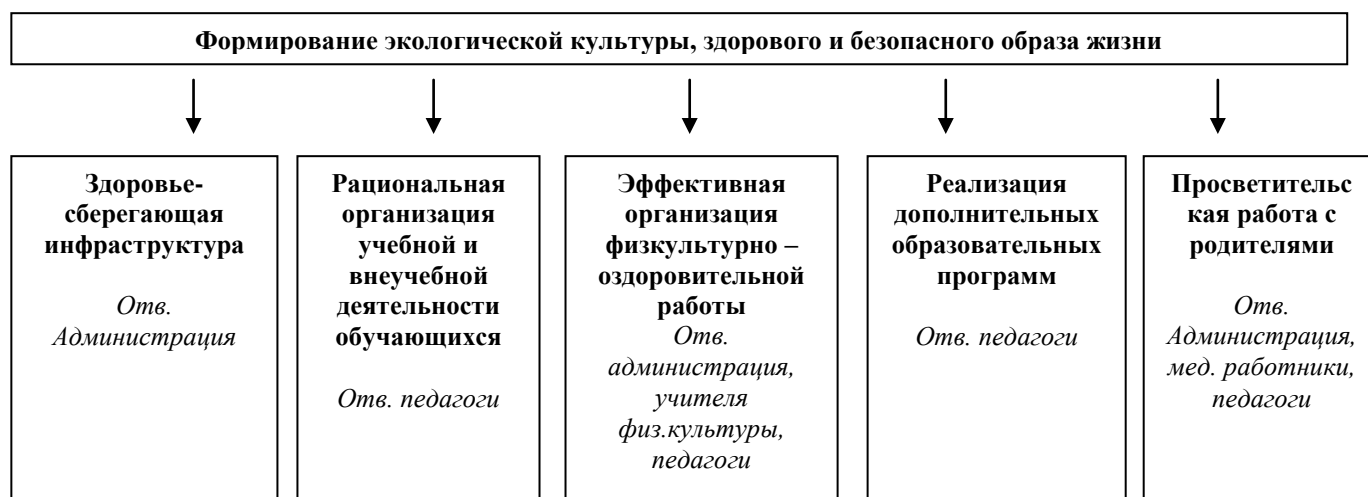 Формирование экологической культуры, здорового и безопасного образа жизни
Здоровье-
сберегающая
инфраструктура
Отв.
Администрация
Рациональная
организация
учебной и
внеучебной
деятельности
обучающихся
Отв. педагоги
Эффективная
организация
физкультурно –
оздоровительной
работы
Отв.
администрация,
учителя
физ.культуры,
педагоги
Реализация
дополнительных
образовательных
программ
Отв. педагоги
Просветительс
кая работа с
родителями
Отв.
Администрация,
мед. работники,
педагоги